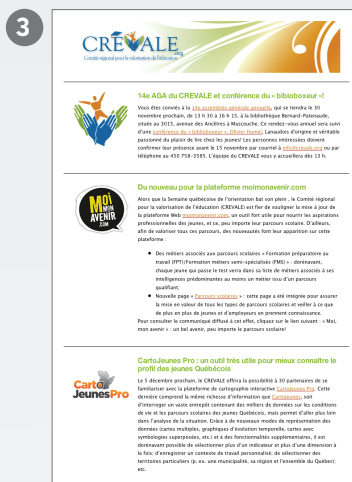 3
CREVALE.org
Comité régional pour la valorisation de l'éducation
14e AGA du CREVALE et conférence du « bibioboxeur »!
Vous êtes conviés à la 14e assemblée générale annuelle, qui se tiendra le 30
novembre prochain, de 13 h 30 à 16 h 15, à la bibliothèque Bernard-Patenaude,
située au 3015, avenue des Ancêtres à Mascouche. Ce rendez-vous annuel sera suivi
d'une conférence du « biblioboxeur », Olivier Hamel, Lanaudois d'origine et véritable
passionné du plaisir de lire chez les jeunes! Les personnes intéressées doivent
confirmer leur présence avant le 15 novembre par courriel à info@crevale.org ou par
téléphone au 450 758-3585. L'équipe du CREVALE vous y accueillera dès 13 h.
MOI
MON
AVENIR
.COM
Du nouveau pour la plateforme moimonavenir.com
Alors que la Semaine québécoise de l'orientation bat son plein , le Comité régional
pour la valorisation de l'éducation (CREVALE) est fier de souligner la mise à jour de
la plateforme Web moimonavenir.com, un outil fort utile pour nourrir les aspirations
professionnelles des jeunes, et ce, peu importe leur parcours scolaire. D'ailleurs,
afin de valoriser tous ces parcours, des nouveautés font leur apparition sur cette
plateforme :
• Des métiers associés aux parcours scolaires « Formation préparatoire au
travail (FPT)/Formation métiers semi-spécialisés (FMS) » : dorénavant,
chaque jeune qui passe le test verra dans sa liste de métiers associés à ses
intelligences prédominantes au moins un métier issu d'un parcours
qualifiant;
• Nouvelle page « Parcours scolaires » : cette page a été intégrée pour assurer
la mise en valeur de tous les types de parcours scolaires et veiller à ce que
de plus en plus de jeunes et d'employeurs en prennent connaissance.
Pour consulter le communiqué diffusé à cet effet, cliquez sur le lien suivant : « Moi,
mon avenir » : un bel avenir, peu importe le parcours scolaire!
Carto
JeunesPro
CartoJeunes Pro : un outil très utile pour mieux connaître le
profil des jeunes Québécois
Le 5 décembre prochain, le CREVALE offrira la possibilité à 30 partenaires de se
familiariser avec la plateforme de cartographie interactive CartoJeunes Pro. Cette
dernière comprend la même richesse d'information que CartoJeunes, soit
d'interroger un vaste entrepôt contenant des milliers de données sur les conditions
de vie et les parcours scolaires des jeunes Québécois, mais permet d'aller plus loin
dans l'analyse de la situation. Grâce à de nouveaux modes de représentation des
données (cartes multiples, graphiques d'évolution temporelle, cartes avec
symbologies superposées, etc.) et à des fonctionnalités supplémentaires, il est
dorénavant possible de sélectionner plus d'un indicateur et plus d'une dimension à
la fois; d'enregistrer un contexte de travail personnalisé; de sélectionner des
territoires particuliers (p. ex. une municipalité, sa région et l'ensemble du Québec);
etc.